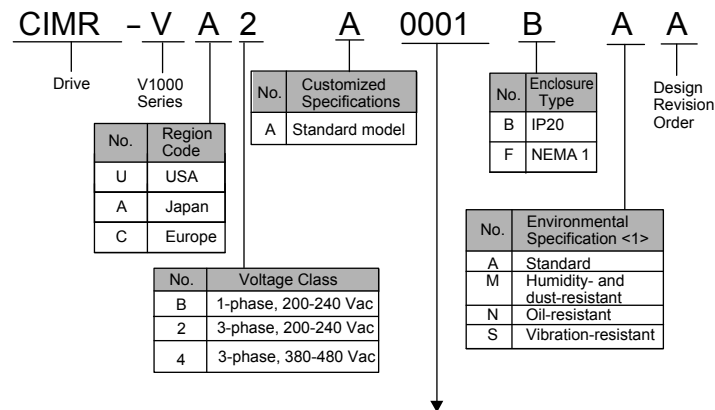 CIMR - V A 2 A 0001 B A A
Drive
V1000
Series
Design
Revision
Order
No. Customized
Specifications
A Standard model
No. Enclosure
Type
B IP20
F NEMA 1
No. Region
Code
U USA
A Japan
C Europe
No. Environmental
Specification <1>
A Standard
M Humidity- and
dust-resistant
N Oil-resistant
S Vibration-resistant
No. Voltage Class
B 1-phase, 200-240 Vac
2 3-phase, 200-240 Vac
4 3-phase, 380-480 Vac